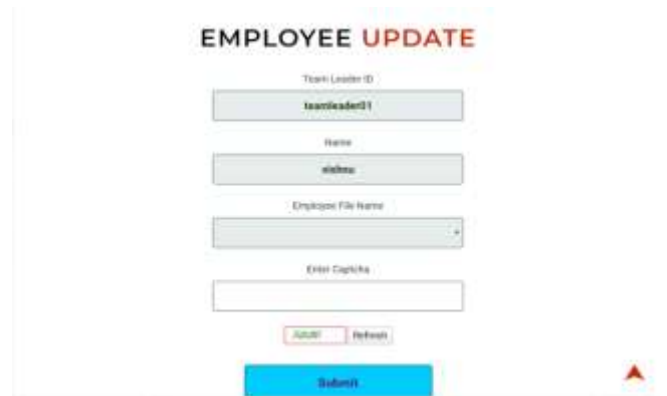 EMPLOYEE UPDATE
Team Leader ID
teamleader01
Name
vishnu
Employee File Name
Enter Captcha
Refresh
Submit